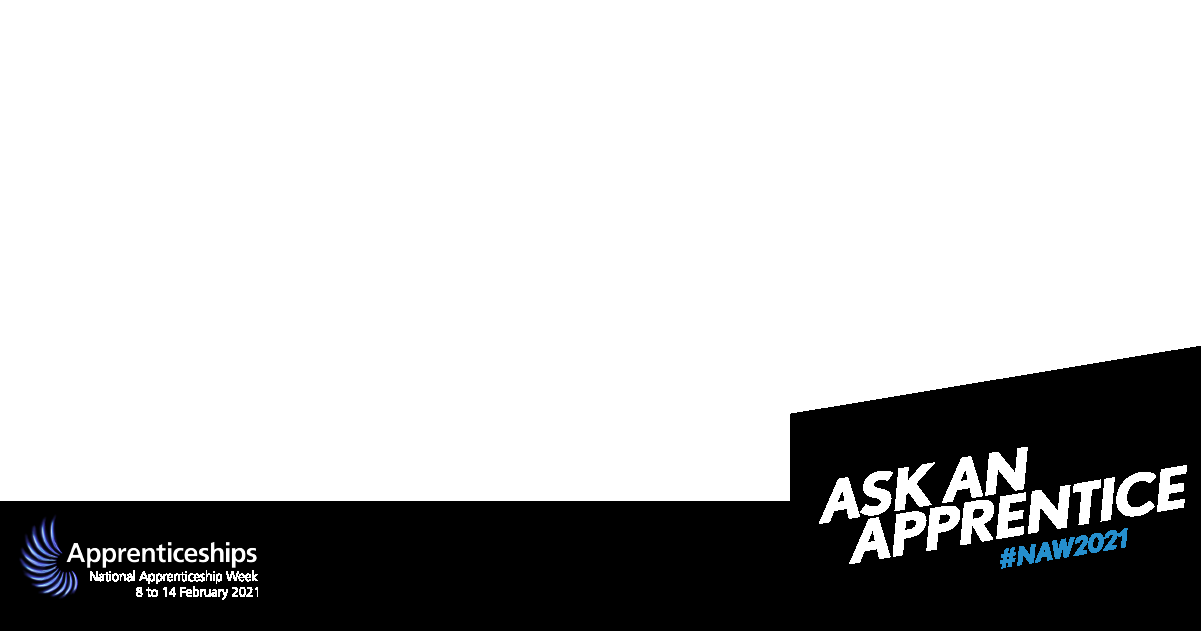 ASK AN
APPRENTICE
#NAW2021
Apprenticeships
National Apprenticeship Week
8 to 14 February 2021